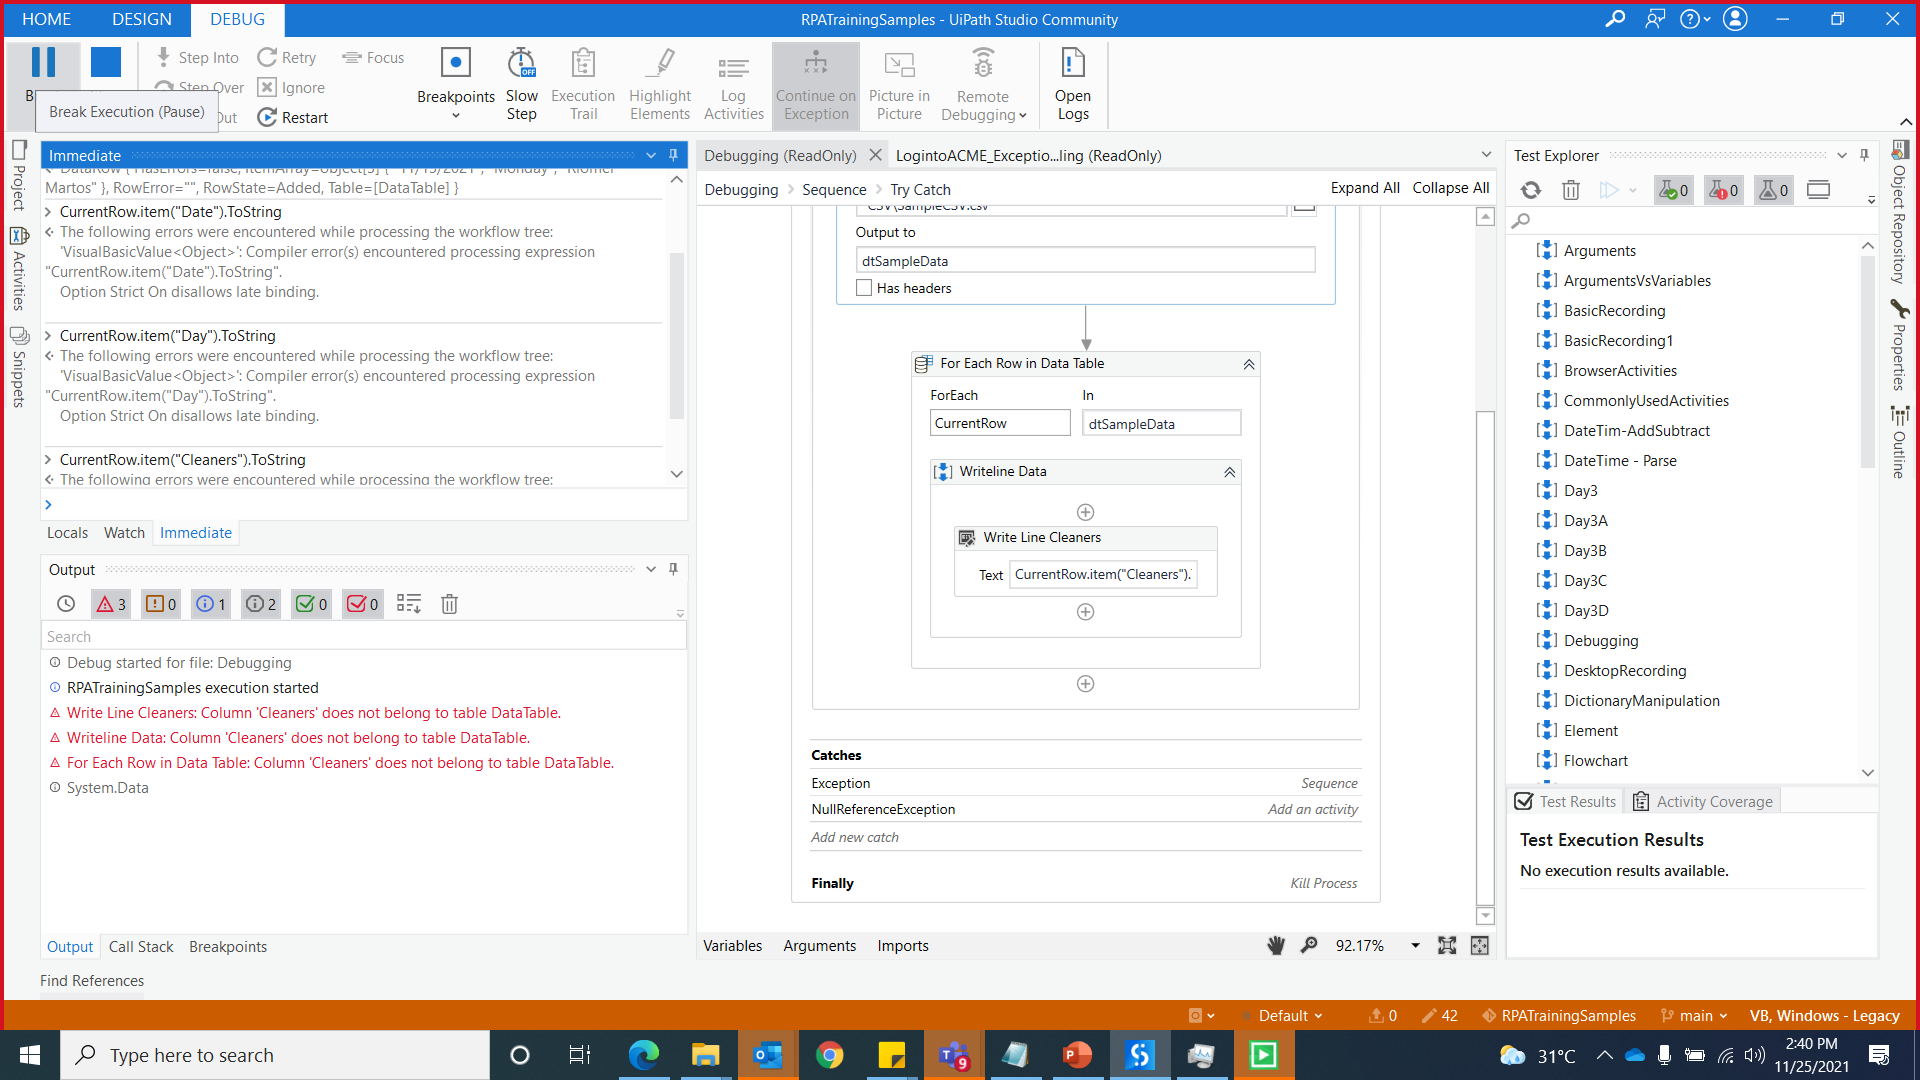 HOME DESIGN DEBUG
RPATrainingSamples - UiPath Studio Community
Step Into Retry Focus
Step Over Ignore
Restart
Break Execution (Pause)
Breakpoints
Slow Step
Execution Trail
Highlight Elements
Log Activities
Continue on Exception
Picture in Picture
Remote Debugging
Open Logs
Project
Activities
Snippets
Immediate
DataRow { HasErrors=false, ItemArray=object[3] { "11/15/2021", "Monday", "Klomer
Martos" }, RowError="", RowState=Added, Table=[DataTable] }
CurrentRow.item("Date").ToString
The following errors were encountered while processing the workflow tree:
'VisualBasicValue<Object>': Compiler error(s) encountered processing expression
"CurrentRow.item("Date").ToString".
Option Strict On disallows late binding.
CurrentRow.item("Day").ToString
The following errors were encountered while processing the workflow tree:
'VisualBasicValue<Object>': Compiler error(s) encountered processing expression
"CurrentRow.item("Day").ToString".
Option Strict On disallows late binding.
CurrentRow.item("Cleaners").ToString
The following errors were encountered while processing the workflow tree:
Locals Watch Immediate
Output
3 0 1 2 0 0
Search
Debug started for file: Debugging
RPATrainingSamples execution started
Write Line Cleaners: Column 'Cleaners' does not belong to table DataTable.
Writeline Data: Column 'Cleaners' does not belong to table DataTable.
For Each Row in Data Table: Column 'Cleaners' does not belong to table DataTable.
System.Data
Output Call Stack Breakpoints
Find References
Debugging (ReadOnly) LogintoACME_Exceptio...ling (ReadOnly)
Debugging Sequence Try Catch
Expand All Collapse All
CSV\SampleCSV.csv
Output to
dtSampleData
Has headers
For Each Row in Data Table
ForEach In
CurrentRow dtSampleData
Writeline Data
Write Line Cleaners
Text CurrentRow.item("Cleaners").
Catches
Exception Sequence
NullReferenceException Add an activity
Add new catch
Finally Kill Process
Variables Arguments Imports
92.17%
Test Explorer
0 0 0
Arguments
ArgumentsVsVariables
BasicRecording
BasicRecording1
BrowserActivities
CommonlyUsedActivities
DateTim-AddSubtract
DateTime - Parse
Day3
Day3A
Day3B
Day3C
Day3D
Debugging
DesktopRecording
DictionaryManipulation
Element
Flowchart
Test Results Activity Coverage
Test Execution Results
No execution results available.
Object Repository
Properties
Outline
Default 0 42 RPATrainingSamples main VB, Windows - Legacy
Type here to search
9
31°C
2:40 PM
11/25/2021